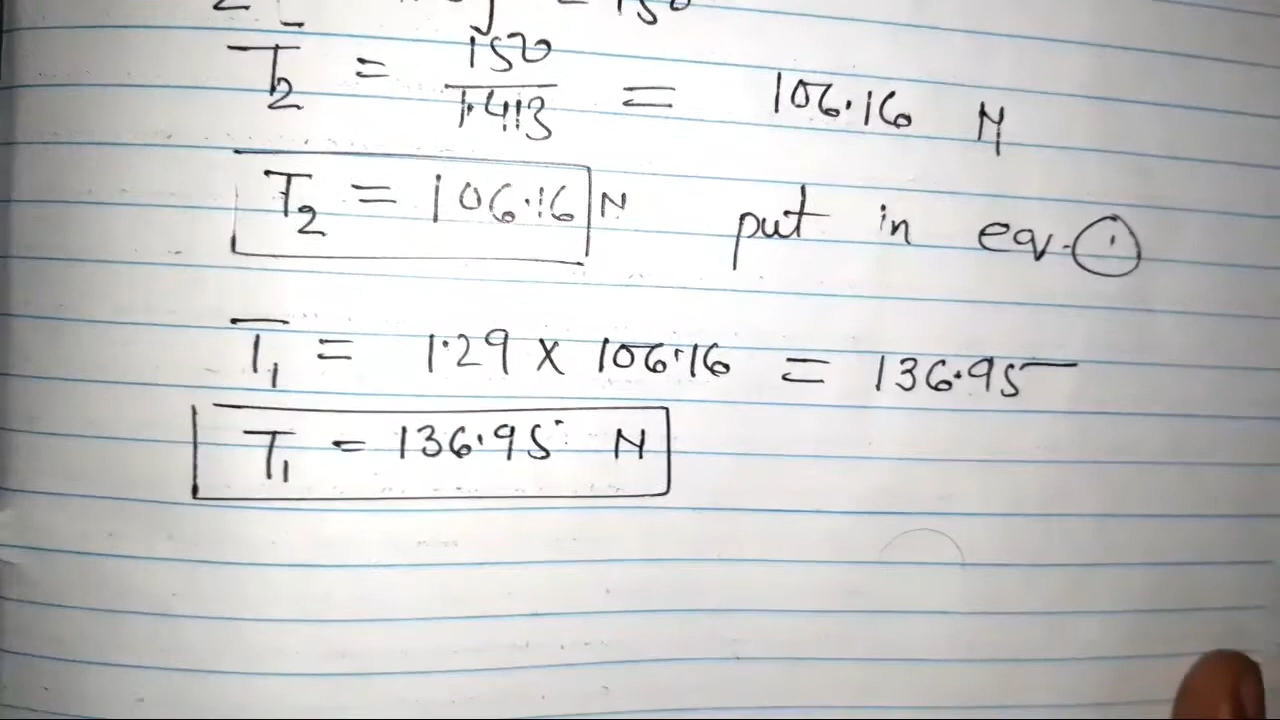 T2 = 150 / 1.413 = 106.16 N
T2 = 106.16 N put in eq. ①
T1 = 1.29 × 106.16 = 136.95
T1 = 136.95 N